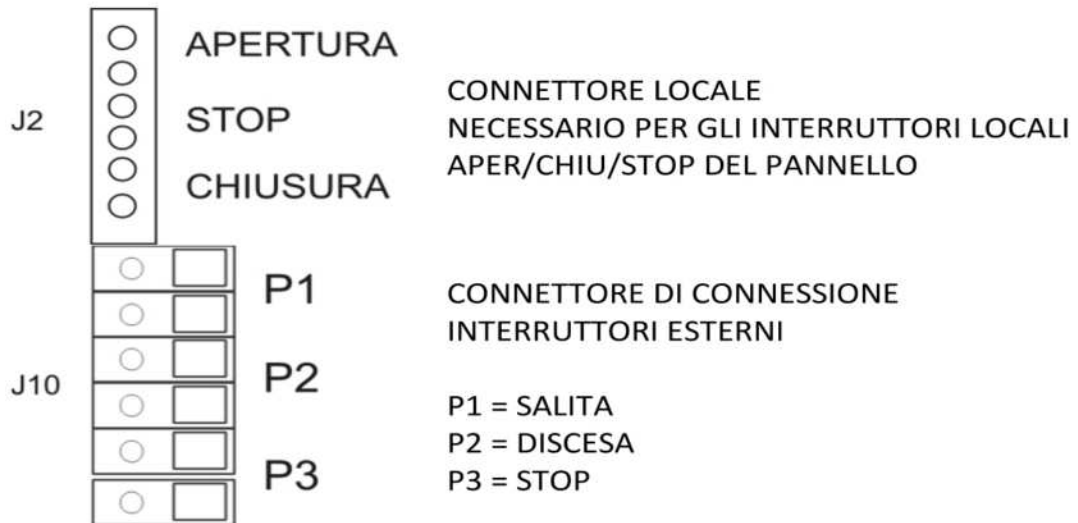 J2
APERTURA
STOP
CHIUSURA
CONNETTORE LOCALE
NECESSARIO PER GLI INTERRUTTORI LOCALI
APER/CHIU/STOP DEL PANNELLO
J10
P1
P2
P3
CONNETTORE DI CONNESSIONE
INTERRUTTORI ESTERNI
P1 = SALITA
P2 = DISCESA
P3 = STOP